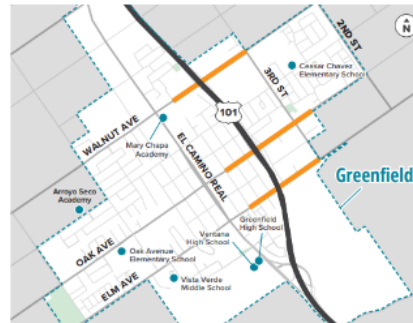 2ND ST
N
Cessar Chavez
Elementary School
3RD ST
101
WALNUT AVE
Mary Chapa
Academy
EL CAMINO REAL
Greenfield
Arroyo Seco
Academy
Greenfield
High School
Ventana
High School
OAK AVE
Oak Avenue
Elementary School
ELM AVE
Vista Verde
Middle School